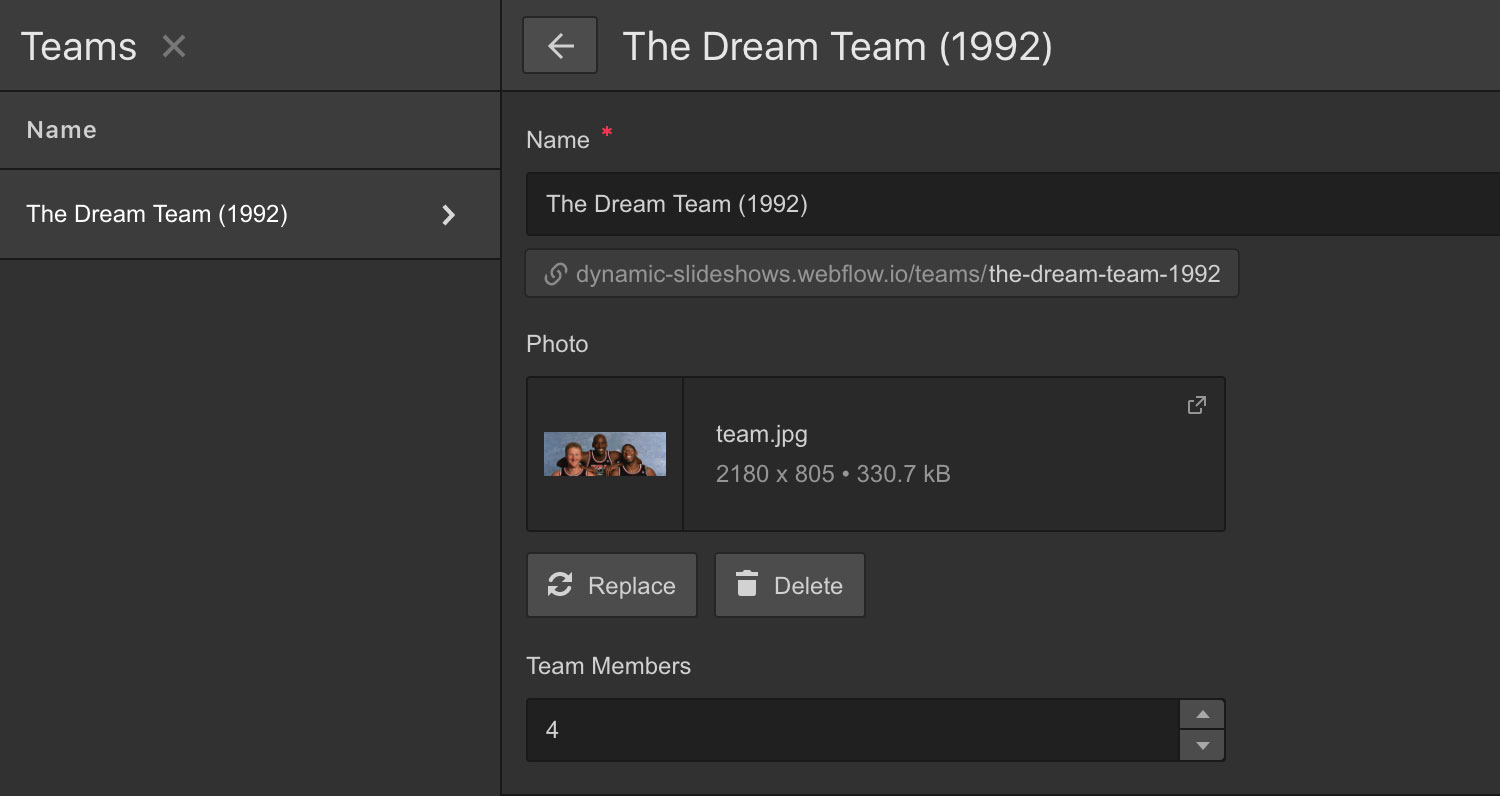 Teams
The Dream Team (1992)
Name
The Dream Team (1992)
Name *
The Dream Team (1992)
dynamic-slideshows.webflow.io/teams/the-dream-team-1992
Photo
team.jpg
2180 x 805 • 330.7 kB
Replace
Delete
Team Members
4